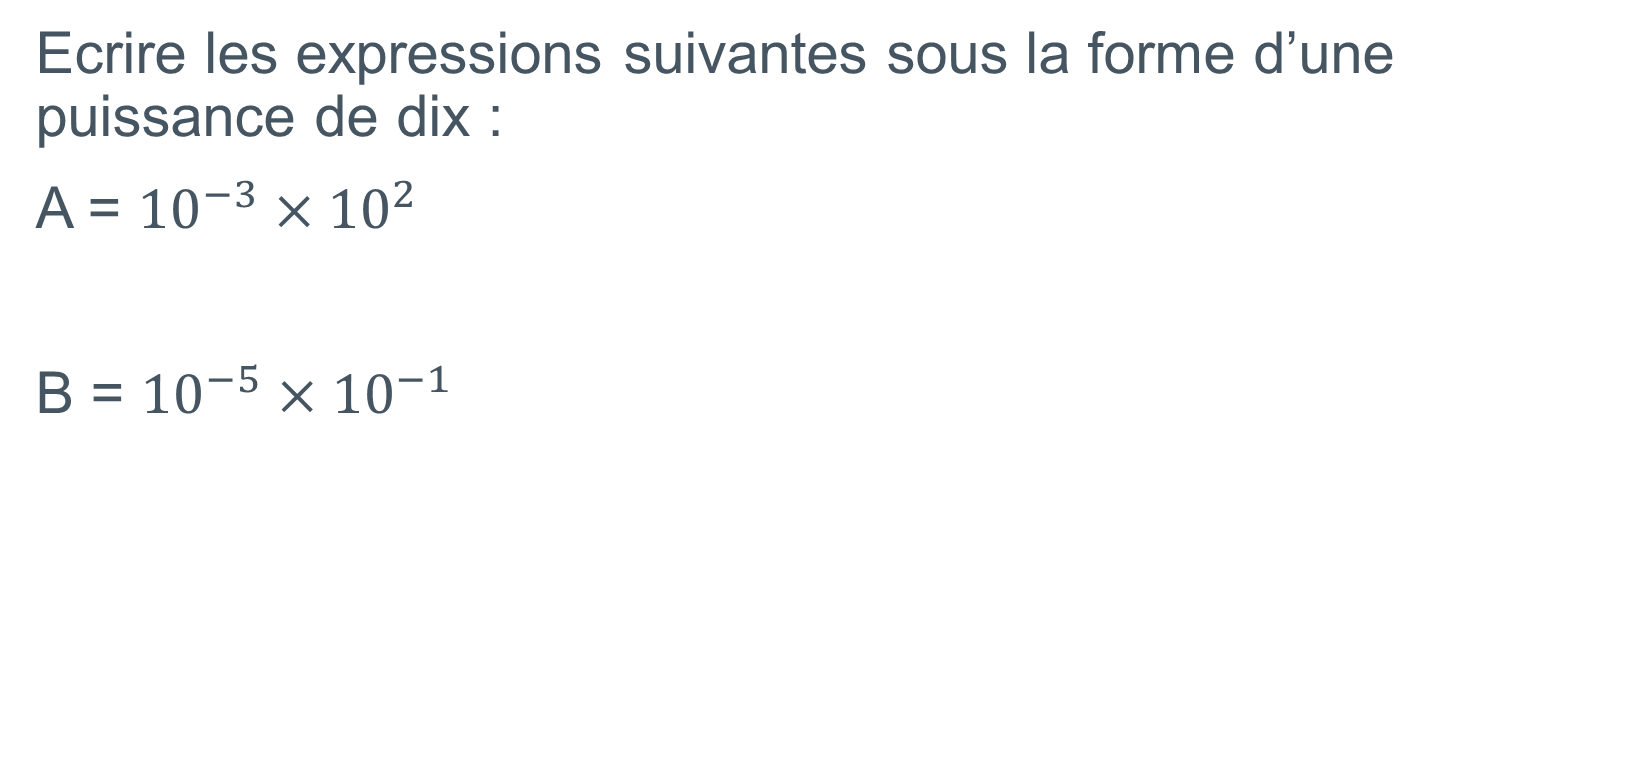 Ecrire les expressions suivantes sous la forme d’une
puissance de dix :
A = 10⁻³ × 10²
B = 10⁻⁵ × 10⁻¹